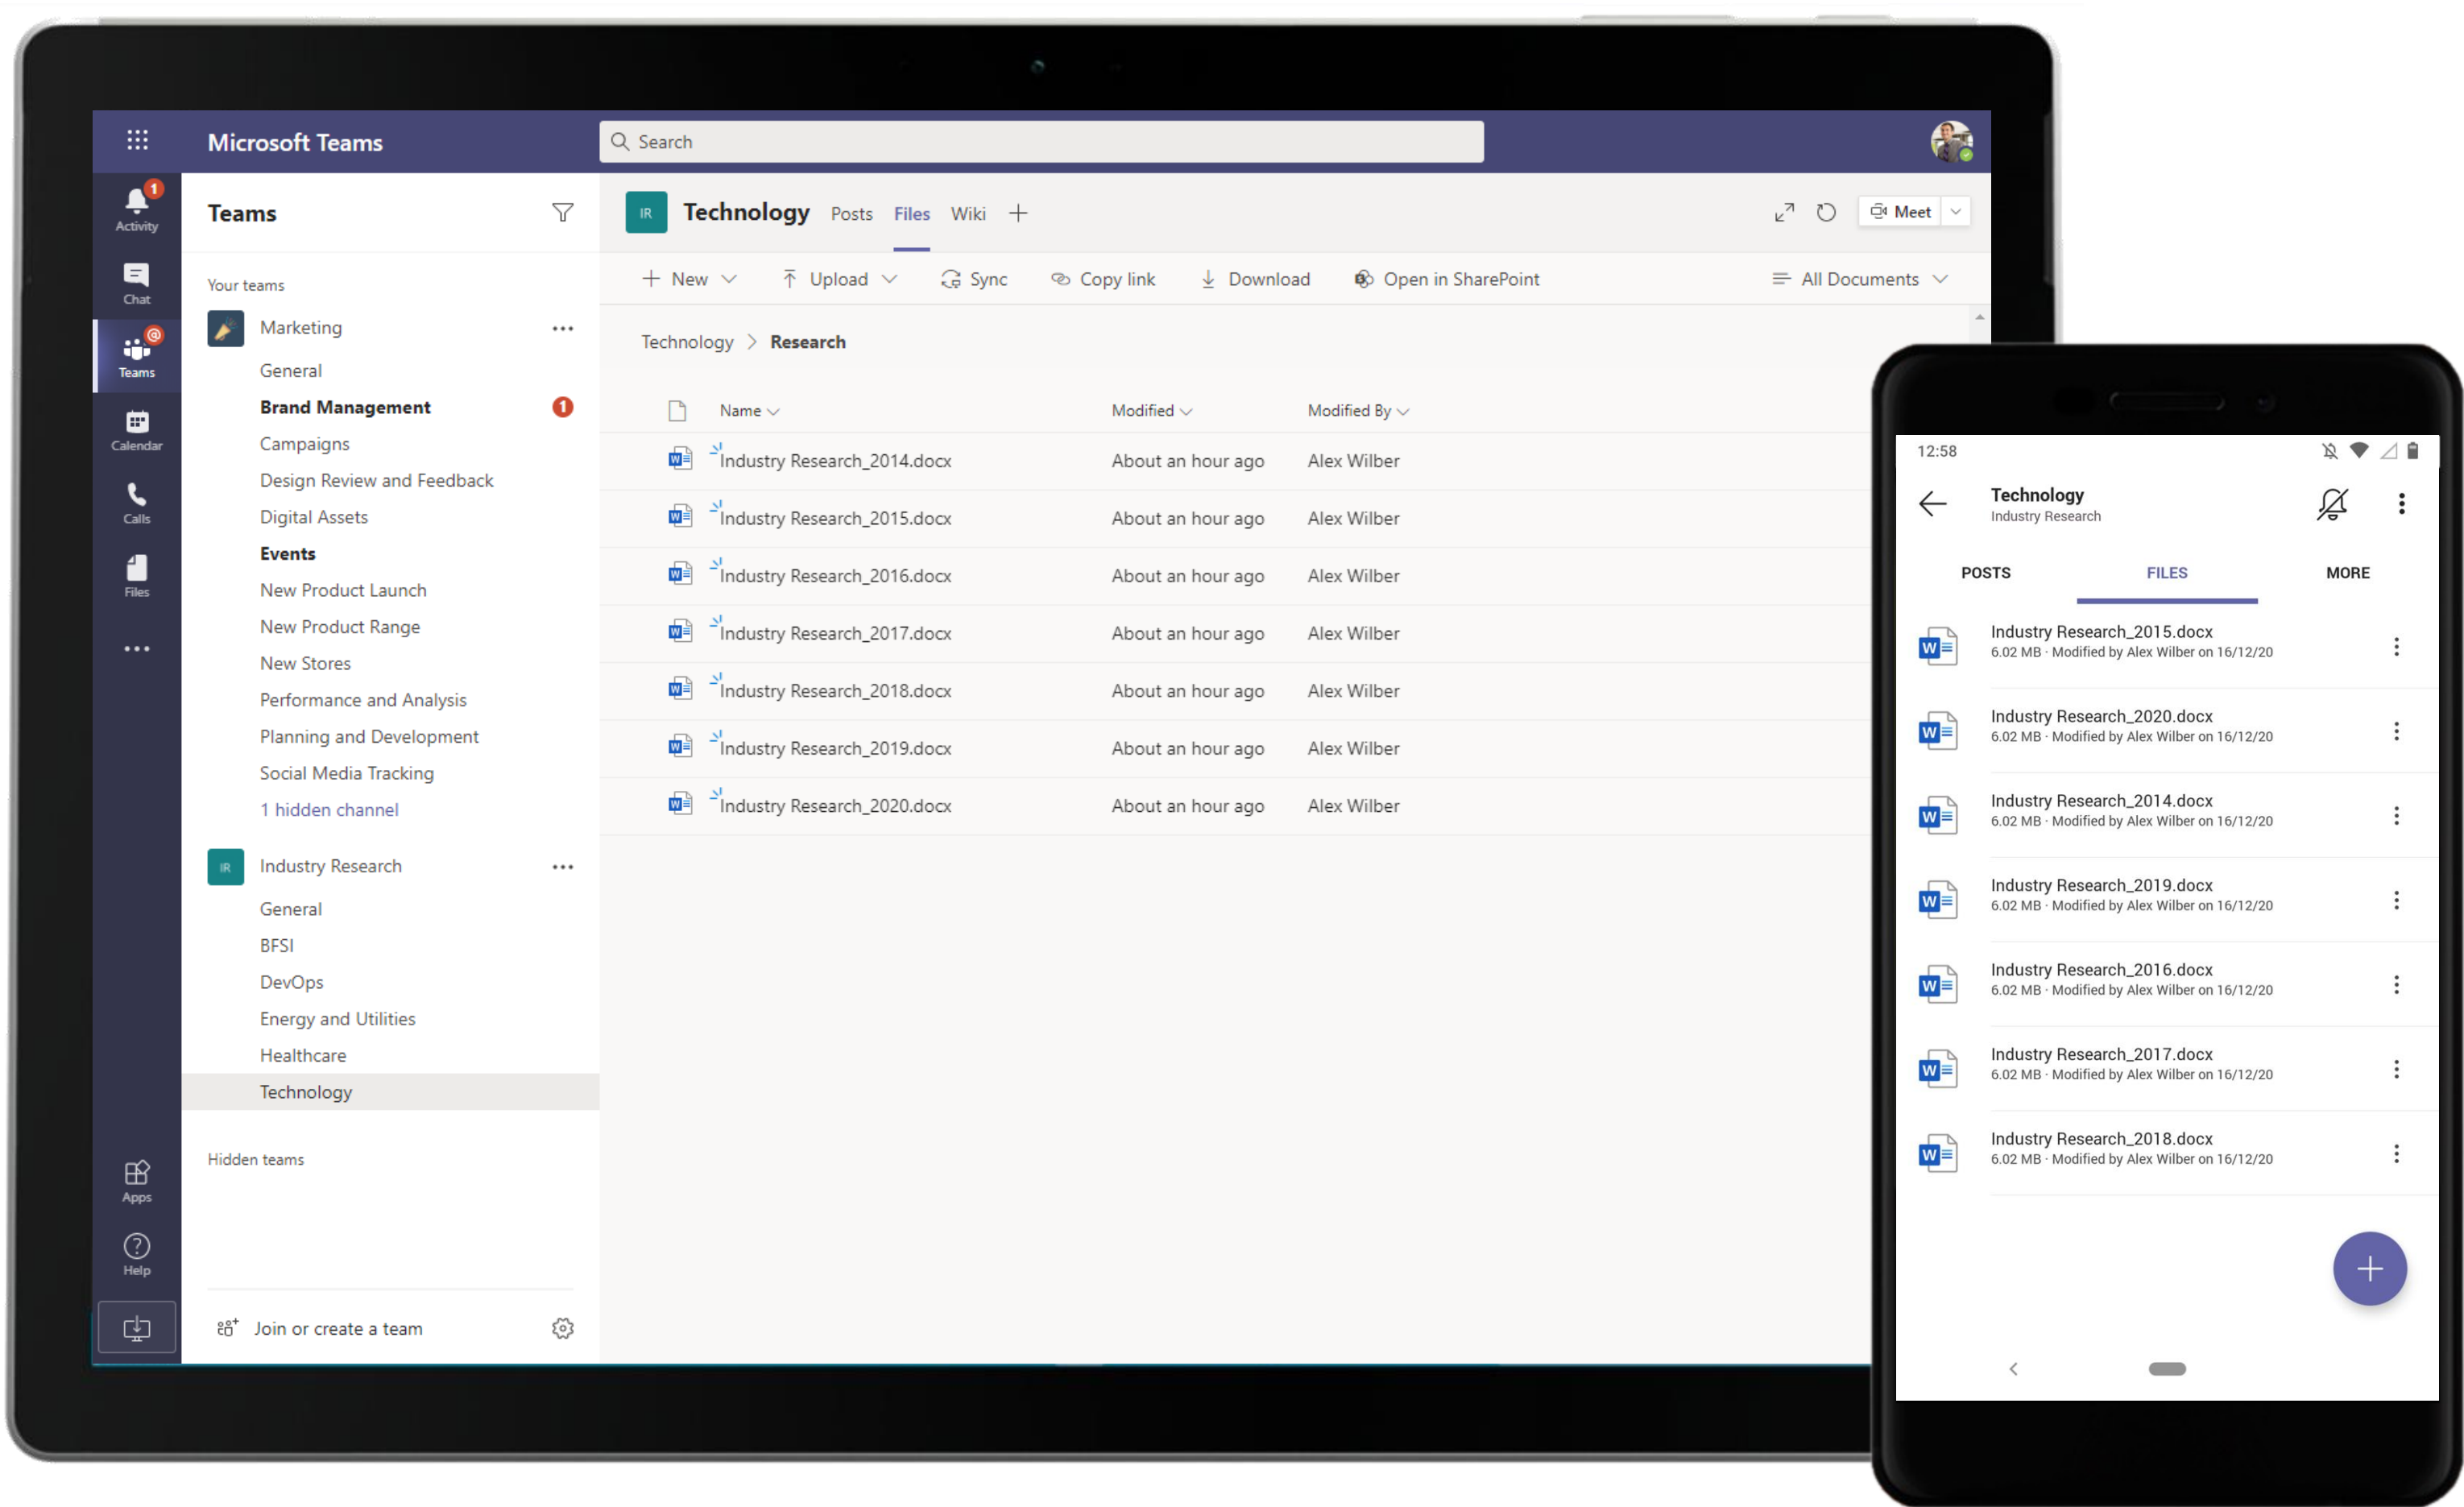 Microsoft Teams
Search
1
Activity
Chat
@
Teams
Calendar
Calls
Files
Apps
Help
Teams
Your teams
Marketing
General
Brand Management 1
Campaigns
Design Review and Feedback
Digital Assets
Events
New Product Launch
New Product Range
New Stores
Performance and Analysis
Planning and Development
Social Media Tracking
1 hidden channel
IR Industry Research
General
BFSI
DevOps
Energy and Utilities
Healthcare
Technology
Hidden teams
Join or create a team
IR Technology Posts Files Wiki Meet
New Upload Sync Copy link Download Open in SharePoint All Documents
Technology > Research
Name Modified Modified By
Industry Research_2014.docx About an hour ago Alex Wilber
Industry Research_2015.docx About an hour ago Alex Wilber
Industry Research_2016.docx About an hour ago Alex Wilber
Industry Research_2017.docx About an hour ago Alex Wilber
Industry Research_2018.docx About an hour ago Alex Wilber
Industry Research_2019.docx About an hour ago Alex Wilber
Industry Research_2020.docx About an hour ago Alex Wilber
12:58
Technology
Industry Research
POSTS FILES MORE
Industry Research_2015.docx
6.02 MB · Modified by Alex Wilber on 16/12/20
Industry Research_2020.docx
6.02 MB · Modified by Alex Wilber on 16/12/20
Industry Research_2014.docx
6.02 MB · Modified by Alex Wilber on 16/12/20
Industry Research_2019.docx
6.02 MB · Modified by Alex Wilber on 16/12/20
Industry Research_2016.docx
6.02 MB · Modified by Alex Wilber on 16/12/20
Industry Research_2017.docx
6.02 MB · Modified by Alex Wilber on 16/12/20
Industry Research_2018.docx
6.02 MB · Modified by Alex Wilber on 16/12/20